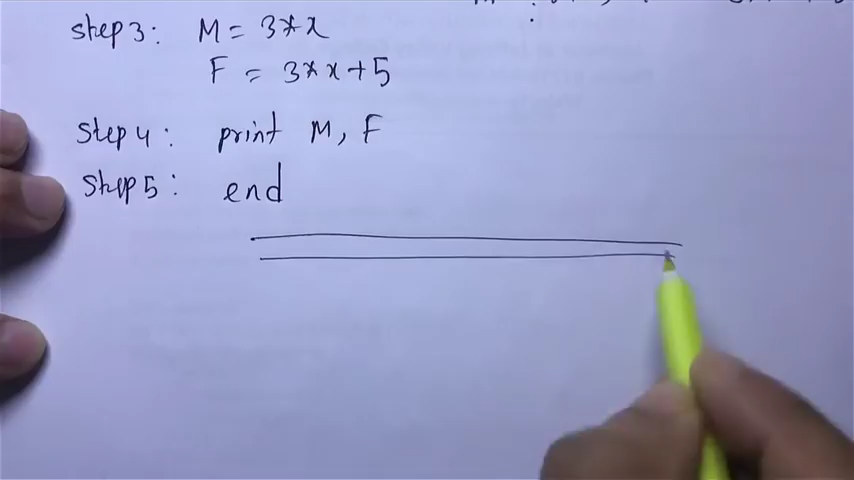 step3: M = 3*x
F = 3*x+5
step4: print M, F
step5: end